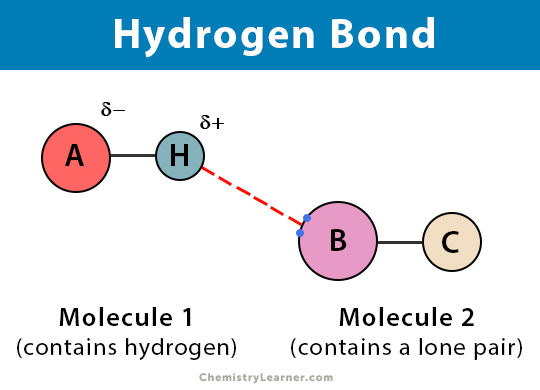 Hydrogen Bond
δ−
δ+
A
H
B
C
Molecule 1
(contains hydrogen)
Molecule 2
(contains a lone pair)
ChemistryLearner.com